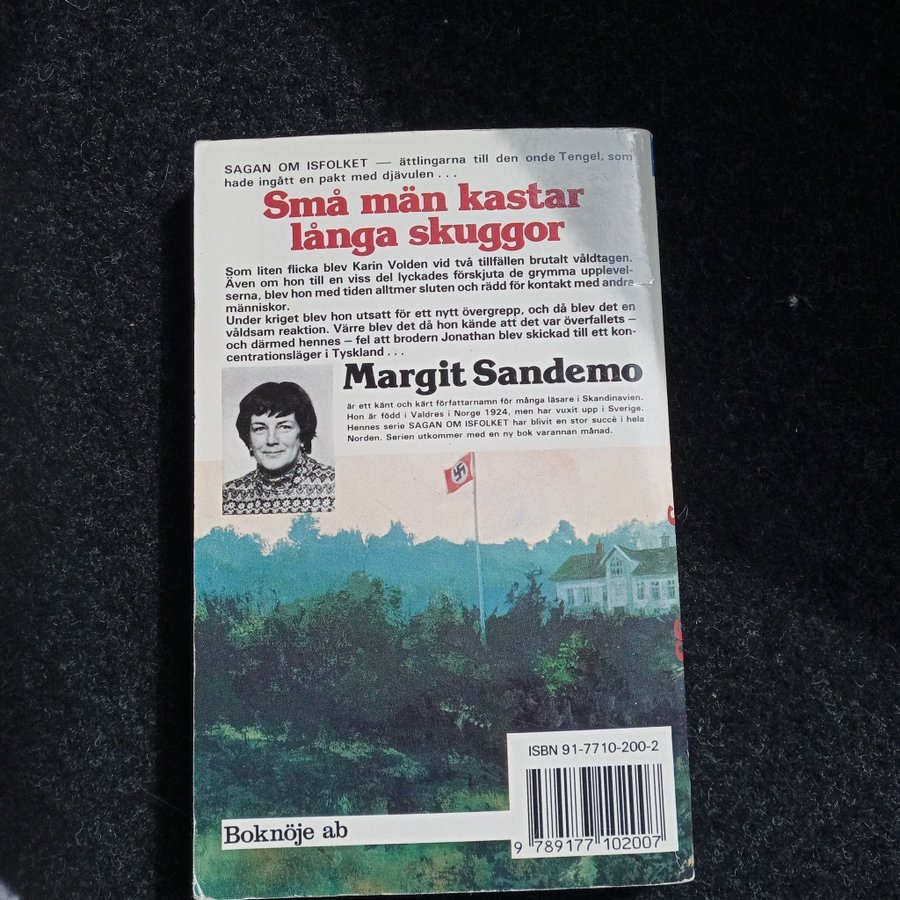 SAGAN OM ISFOLKET — ättlingarna till den onde Tengel, som
hade ingått en pakt med djävulen . . .
Små män kastar
långa skuggor
Som liten flicka blev Karin Volden vid två tillfällen brutalt våldtagen.
Även om hon till en viss del lyckades förskjuta de grymma upplevel-
serna, blev hon med tiden alltmer sluten och rädd för kontakt med andra
människor.
Under kriget blev hon utsatt för ett nytt övergrepp, och då blev det en
våldsam reaktion. Värre blev det då hon kände att det var överfallets –
och därmed hennes – fel att brodern Jonathan blev skickad till ett kon-
centrationsläger i Tyskland . . .
Margit Sandemo
är ett känt och kärt författarnamn för många läsare i Skandinavien.
Hon är född i Valdres i Norge 1924, men har vuxit upp i Sverige.
Hennes serie SAGAN OM ISFOLKET har blivit en stor succé i hela
Norden. Serien utkommer med en ny bok varannan månad.
ISBN 91-7710-200-2
Boknöje ab
9 789177 102007